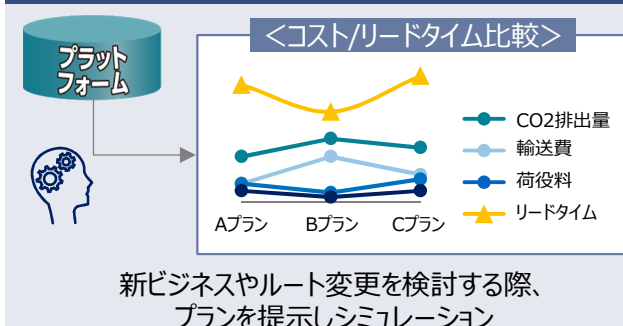 <コスト/リードタイム比較>
プラット
フォーム
CO2排出量
輸送費
荷役料
リードタイム
Aプラン Bプラン Cプラン
新ビジネスやルート変更を検討する際、
プランを提示しシミュレーション